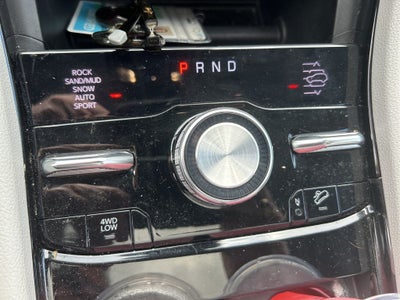 P R N D
ROCK
SAND/MUD
SNOW
AUTO
SPORT
4WD
LOW